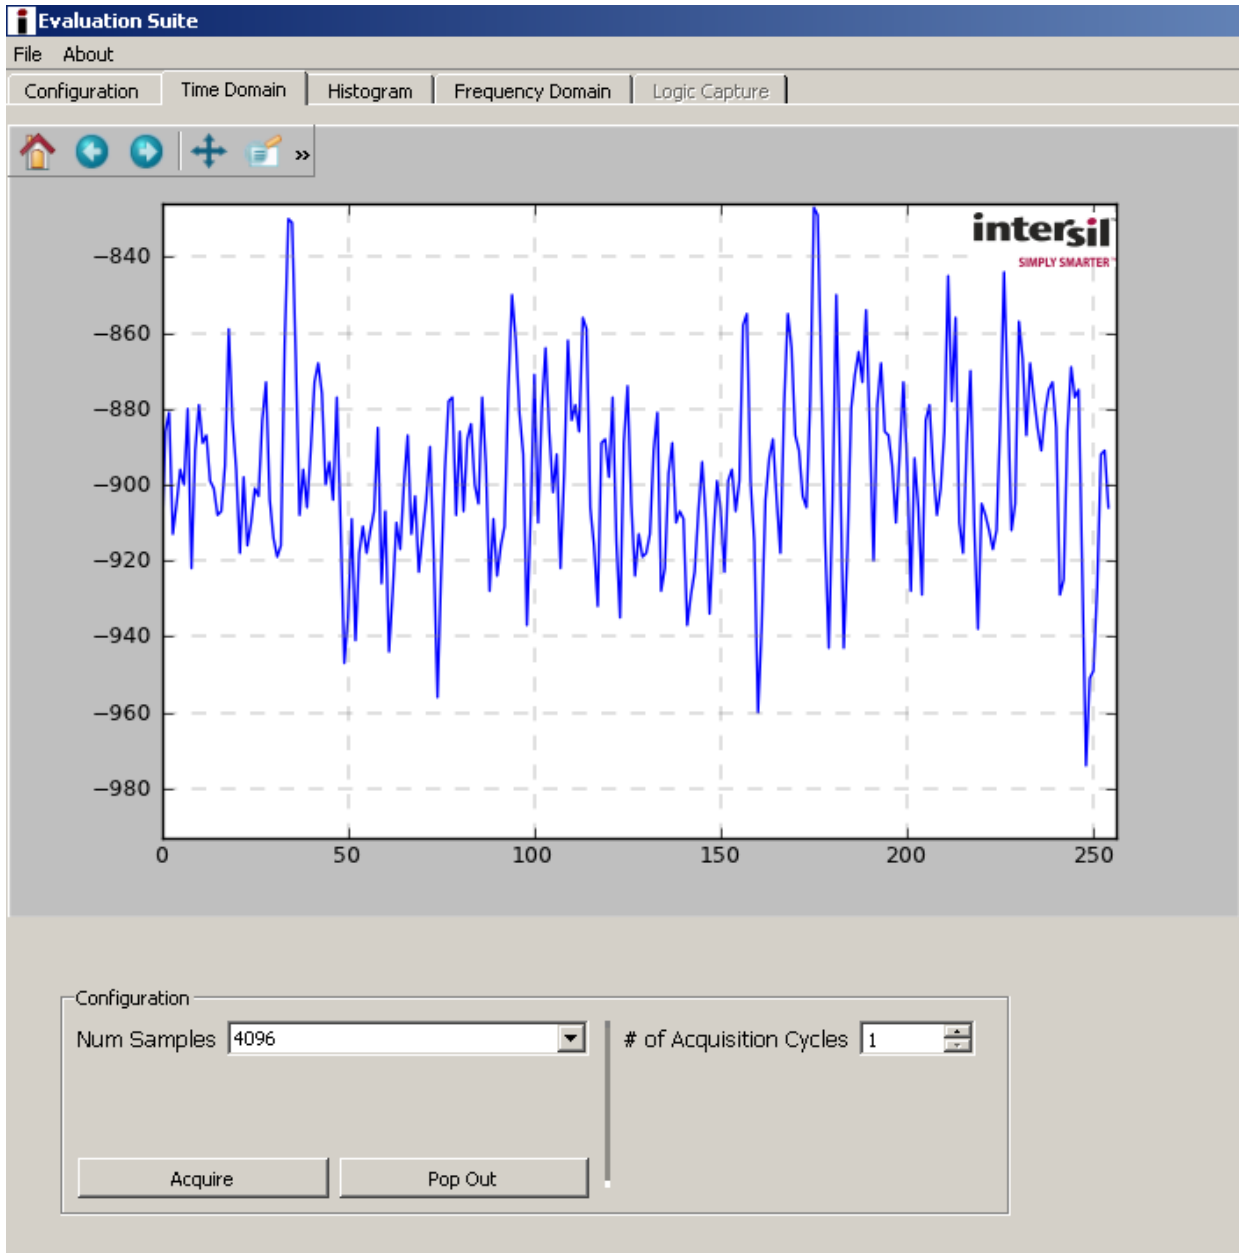 Evaluation Suite
File About
Configuration Time Domain Histogram Frequency Domain Logic Capture
»
intersil
SIMPLY SMARTER™
−840
−860
−880
−900
−920
−940
−960
−980
0 50 100 150 200 250
Configuration
Num Samples 4096 # of Acquisition Cycles 1
Acquire Pop Out